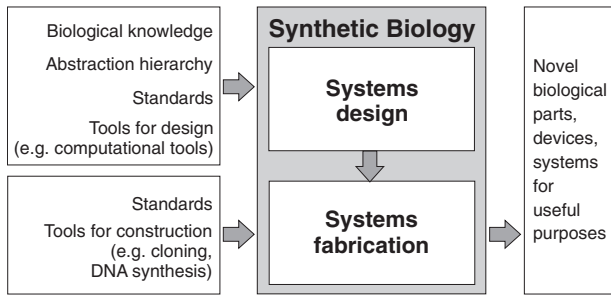 Biological knowledge
Abstraction hierarchy
Standards
Tools for design
(e.g. computational tools)
Standards
Tools for construction
(e.g. cloning,
DNA synthesis)
Synthetic Biology
Systems
design
Systems
fabrication
Novel
biological
parts,
devices,
systems
for
useful
purposes